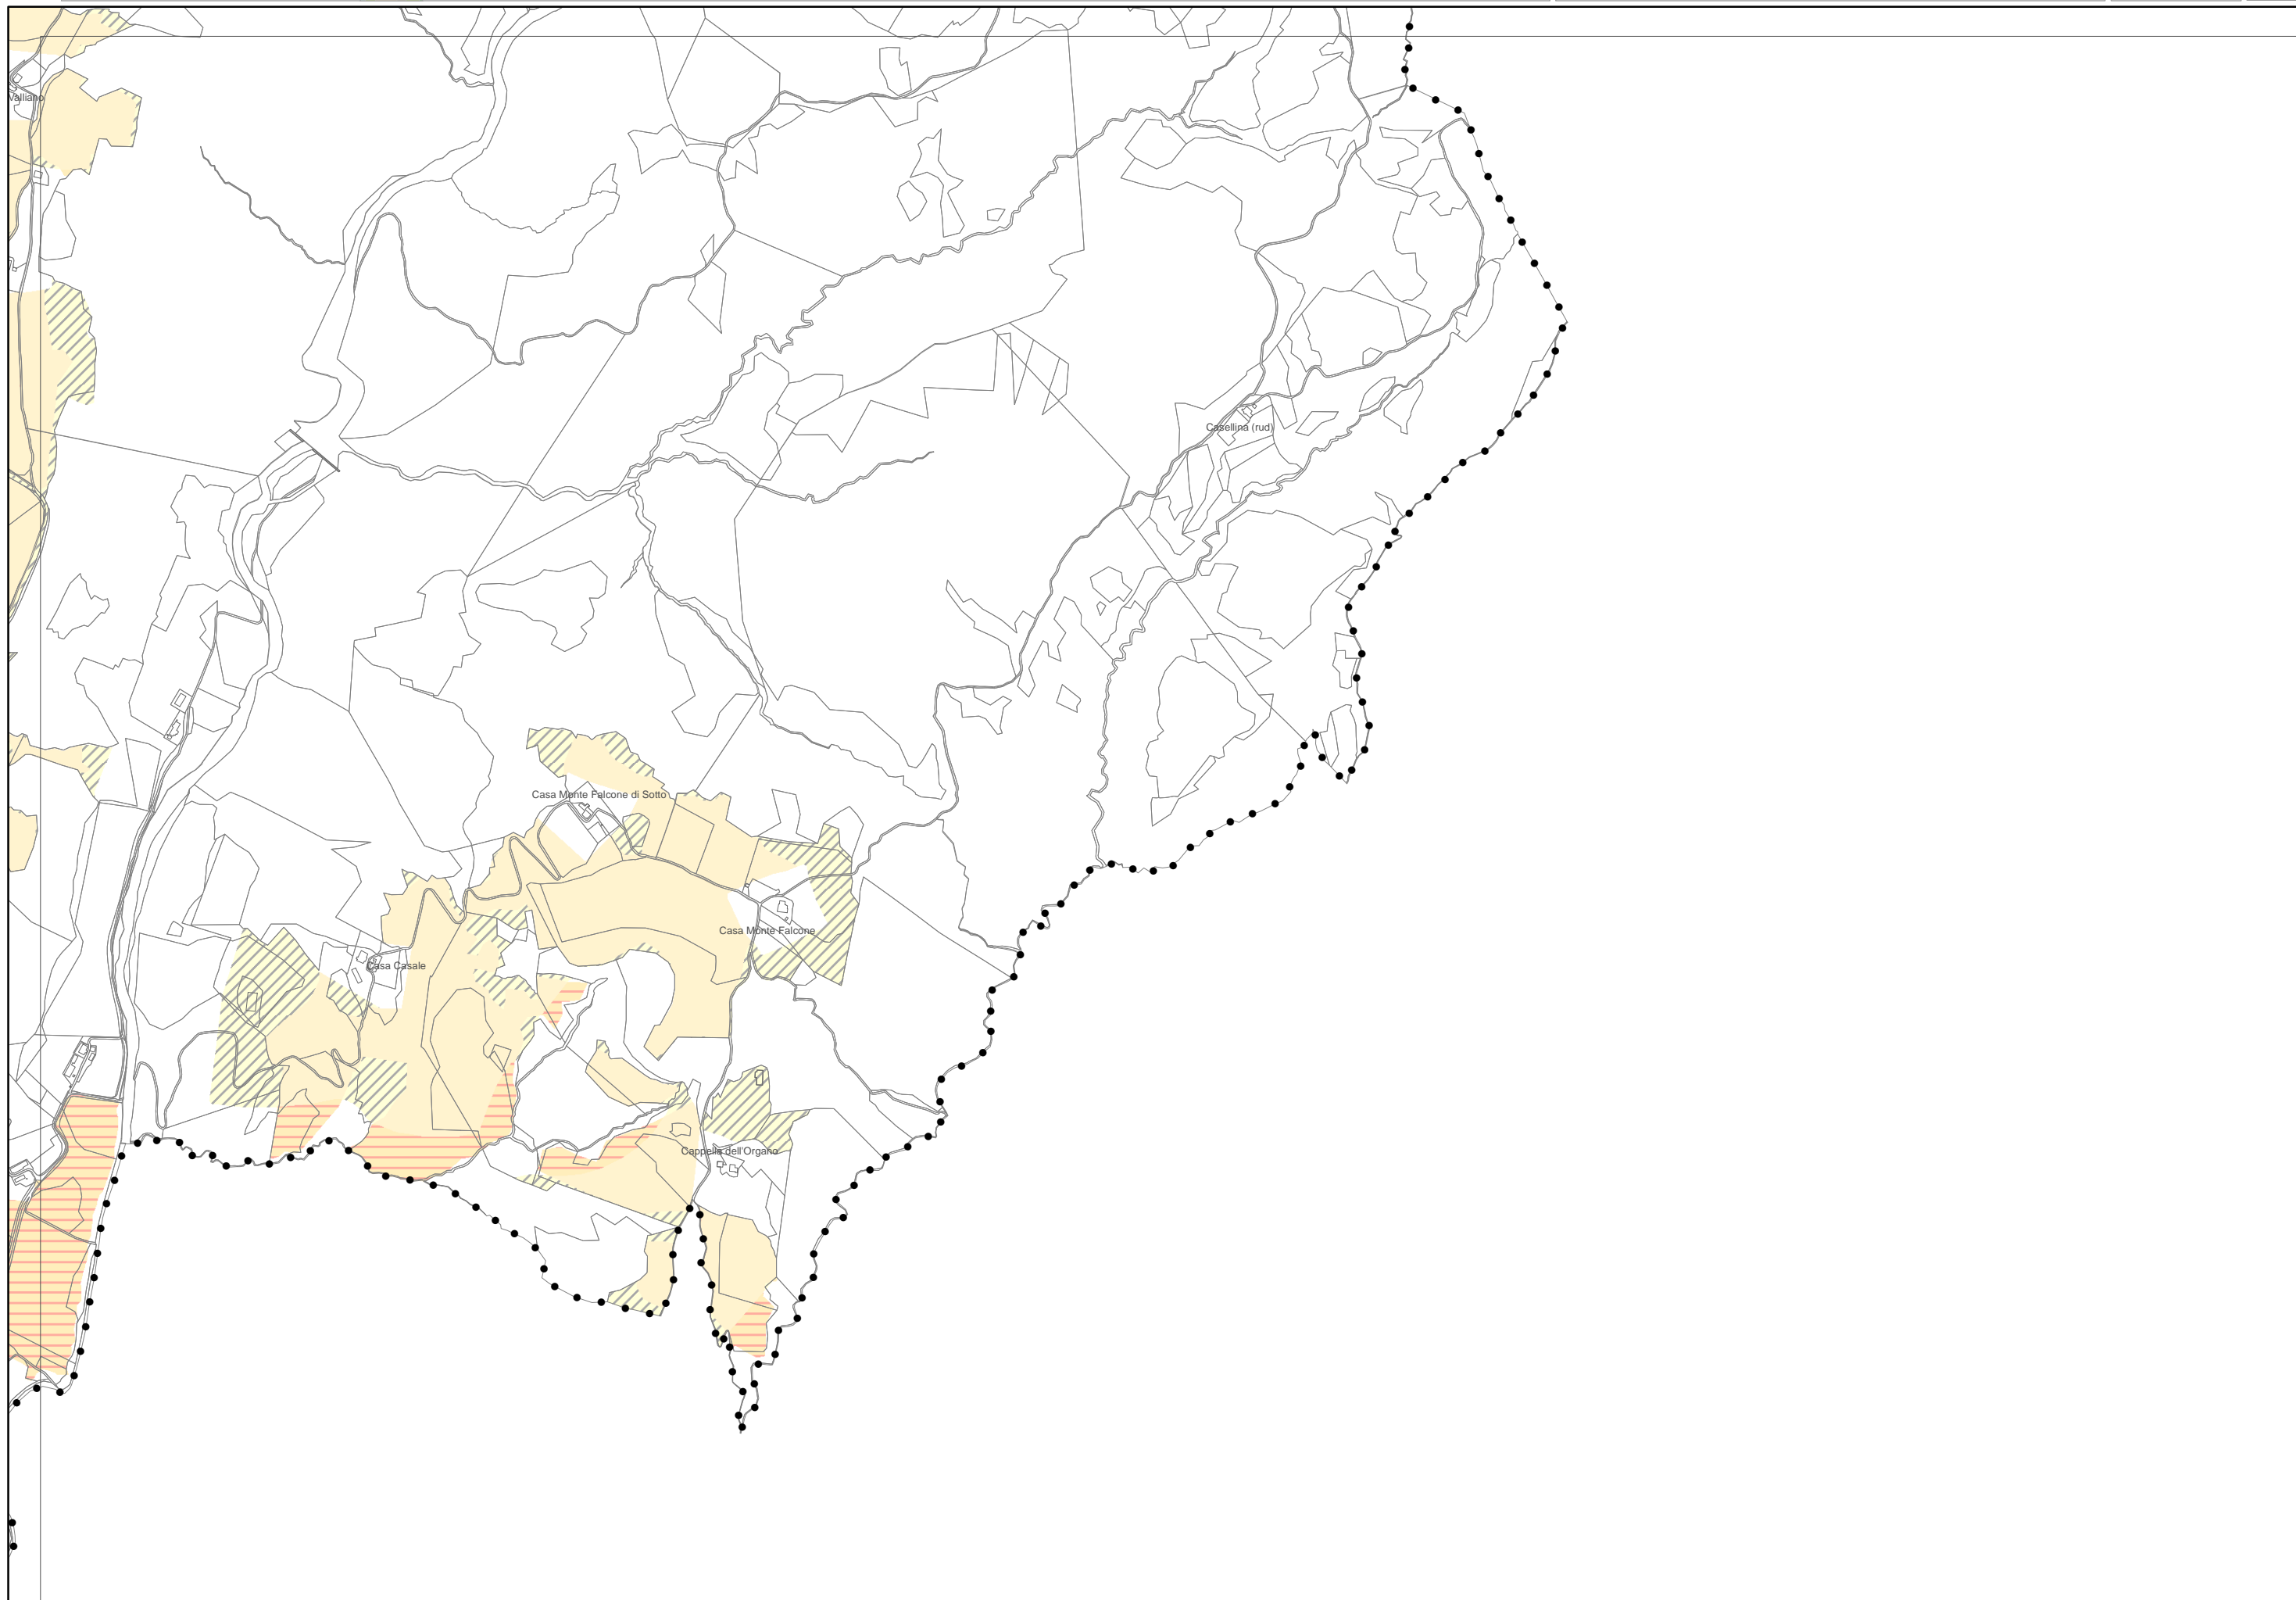 Valliano
Casellina (rud)
Casa Monte Falcone di Sotto
Casa Monte Falcone
Casa Casale
Cappella dell'Organo